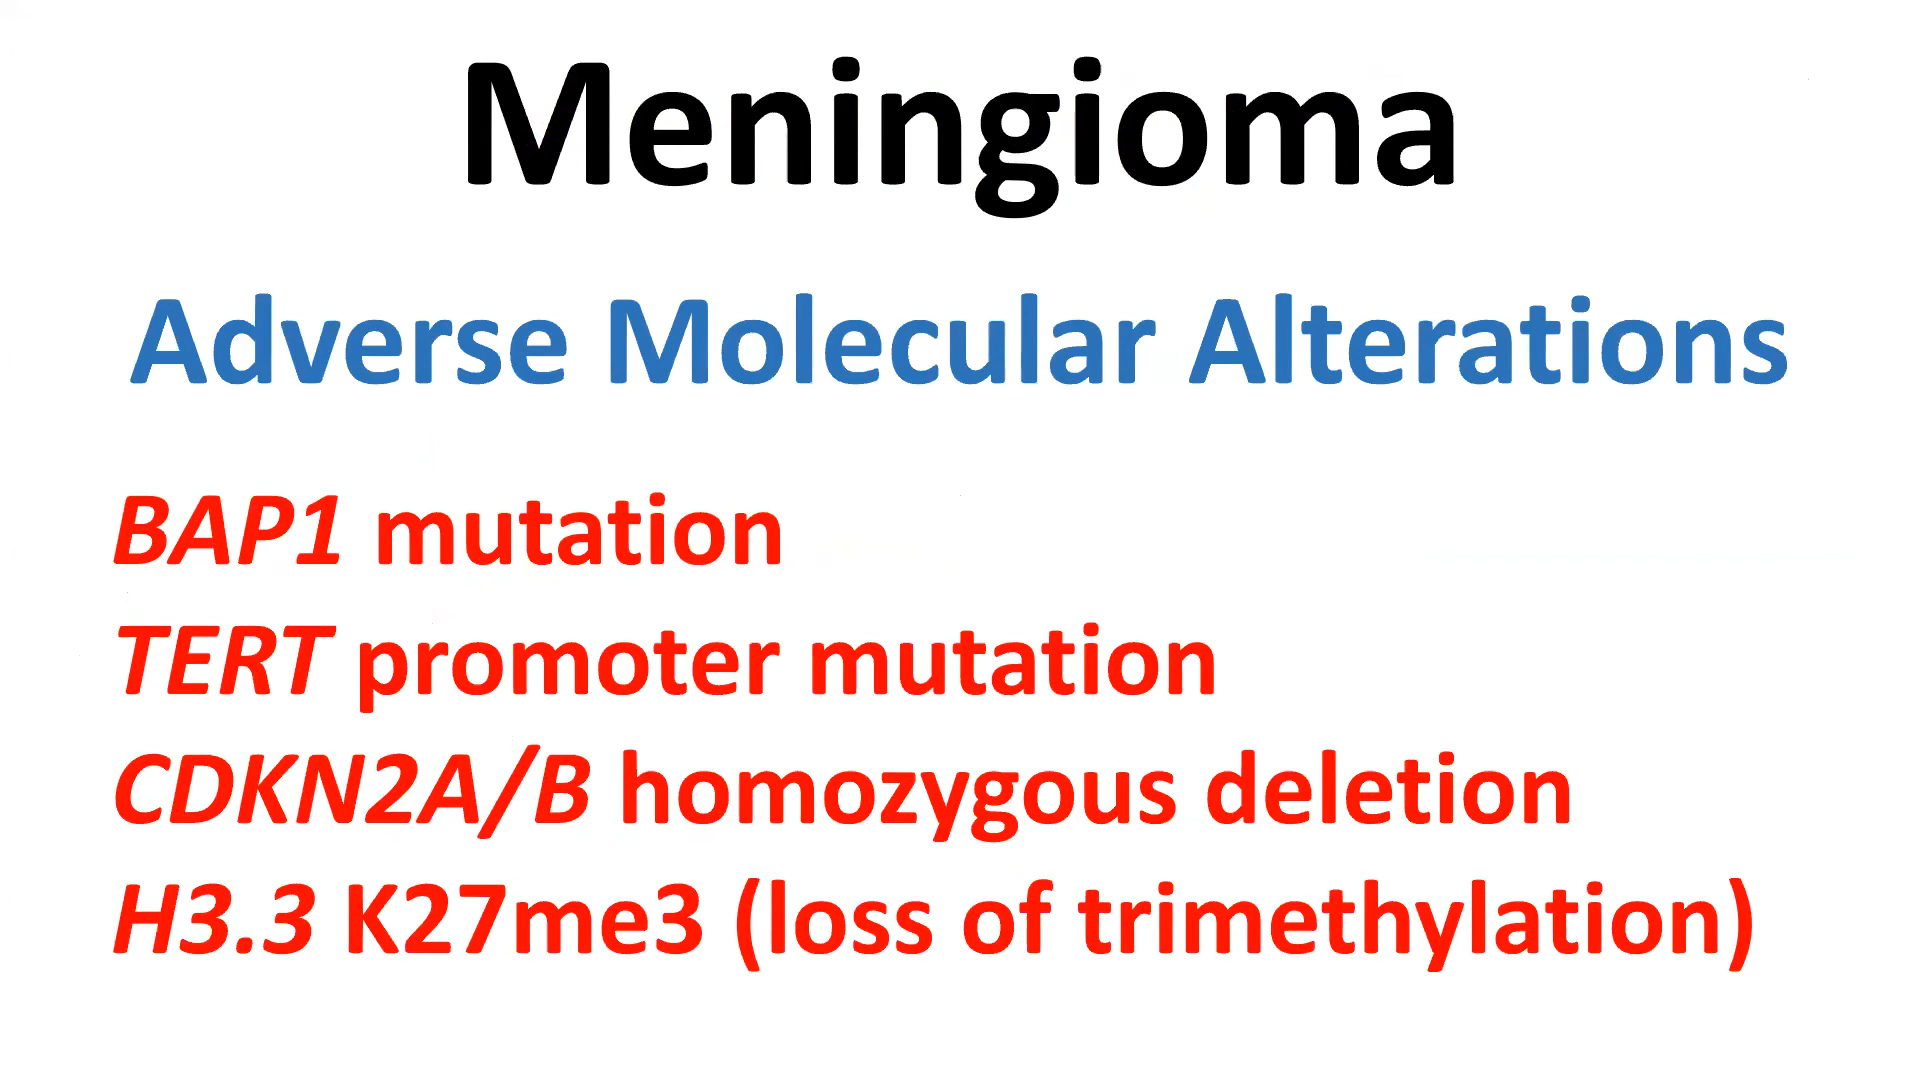 Meningioma
Adverse Molecular Alterations
BAP1 mutation
TERT promoter mutation
CDKN2A/B homozygous deletion
H3.3 K27me3 (loss of trimethylation)